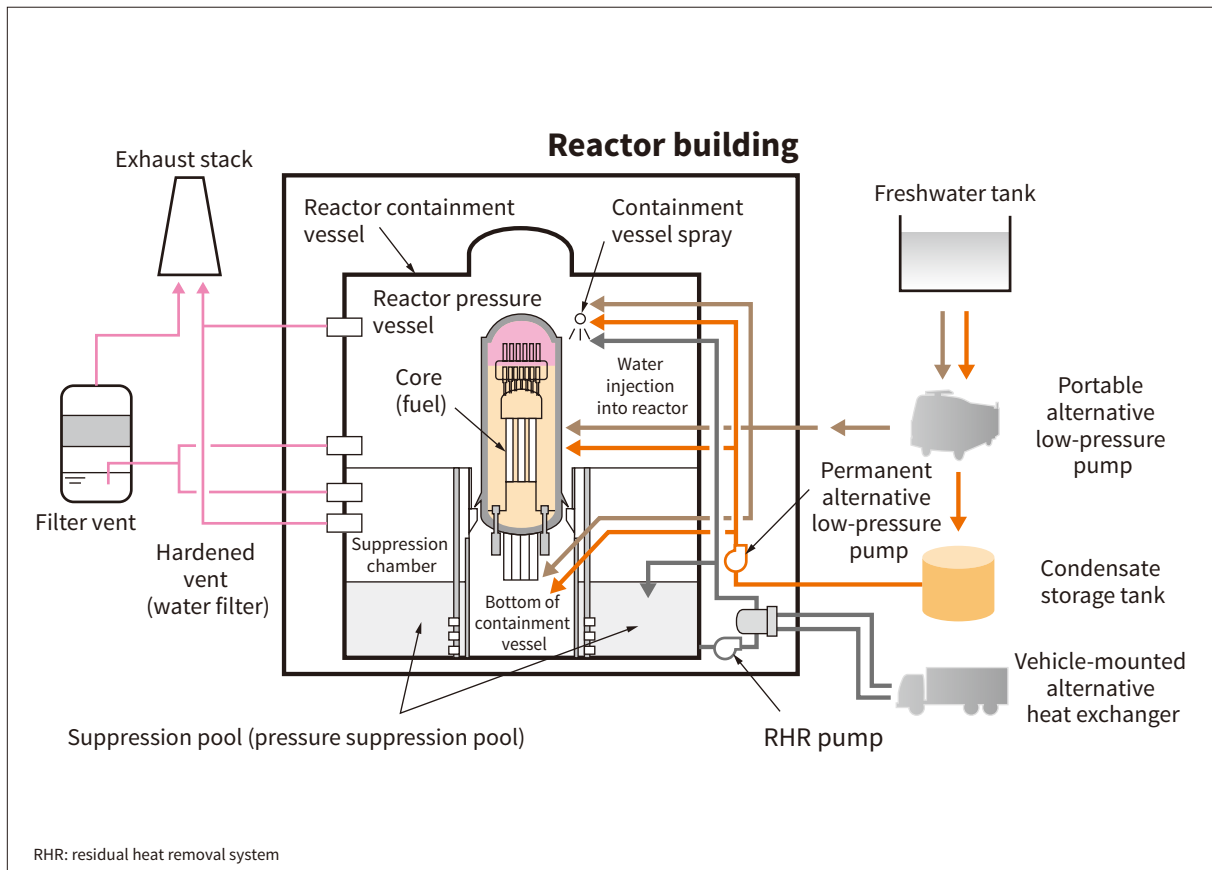 Reactor building
Exhaust stack
Freshwater tank
Reactor containment
vessel
Containment
vessel spray
Reactor pressure
vessel
Core
(fuel)
Water
injection
into reactor
Portable
alternative
low-pressure
pump
Permanent
alternative
low-pressure
pump
Filter vent
Hardened
vent
(water filter)
Suppression
chamber
Bottom of
containment
vessel
Condensate
storage tank
Vehicle-mounted
alternative
heat exchanger
Suppression pool (pressure suppression pool)
RHR pump
RHR: residual heat removal system